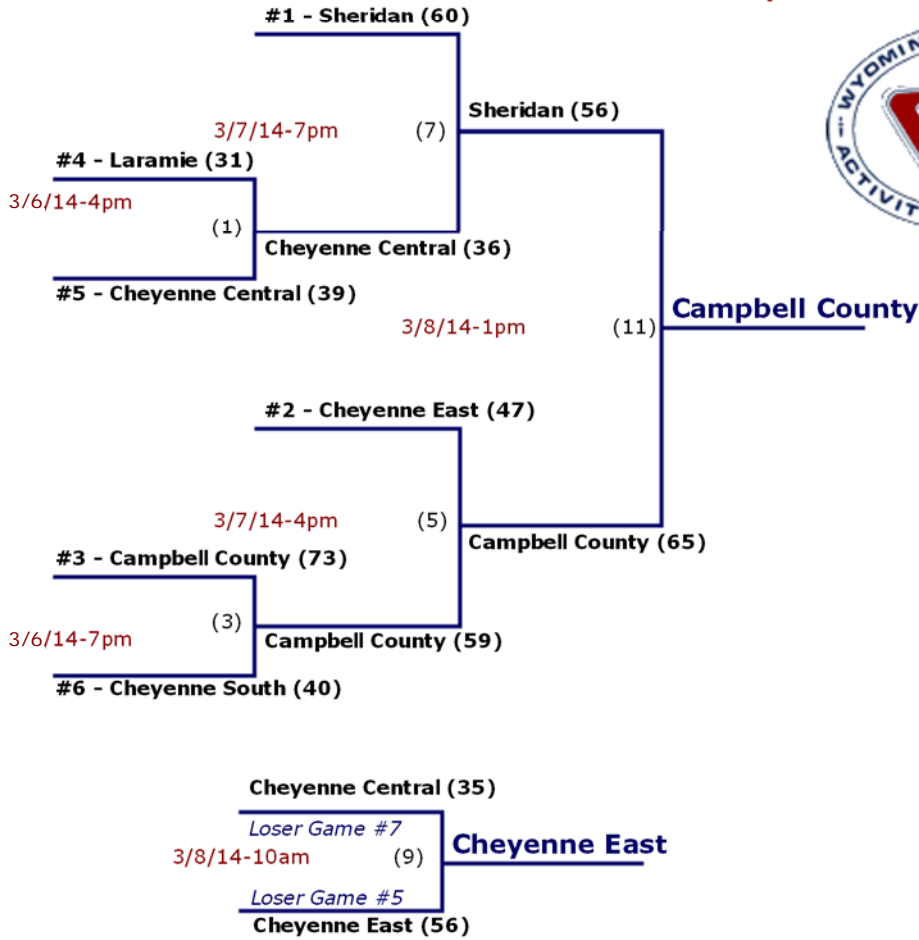 #1 - Sheridan (60)
3/7/14-7pm
(7)
Sheridan (56)
#4 - Laramie (31)
3/6/14-4pm
(1)
Cheyenne Central (36)
#5 - Cheyenne Central (39)
3/8/14-1pm
(11)
Campbell County
#2 - Cheyenne East (47)
3/7/14-4pm
(5)
Campbell County (65)
#3 - Campbell County (73)
3/6/14-7pm
(3)
Campbell County (59)
#6 - Cheyenne South (40)
Cheyenne Central (35)
Loser Game #7
3/8/14-10am
(9)
Cheyenne East
Loser Game #5
Cheyenne East (56)